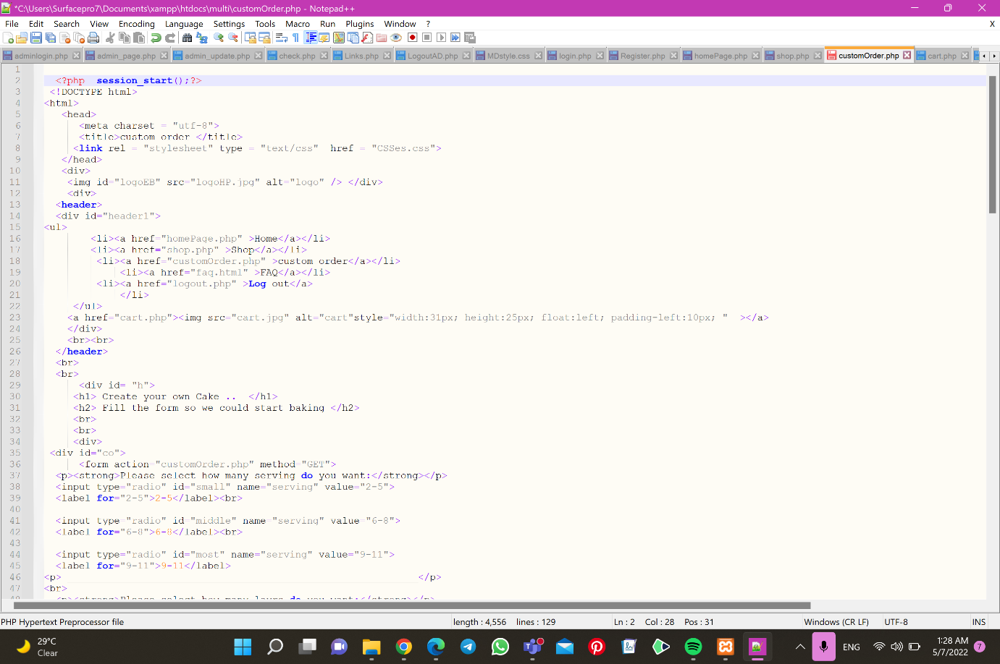 *C:\Users\Surfacepro7\Documents\xampp\htdocs\multi\customOrder.php - Notepad++
File Edit Search View Encoding Language Settings Tools Macro Run Plugins Window ? X
adminlogin.php admin_page.php admin_update.php check.php Links.php LogoutAD.php MDstyle.css login.php Register.php homePage.php shop.php customOrder.php cart.php
1
2 <?php session_start();?>
3 <!DOCTYPE html>
4 <html>
5 <head>
6 <meta charset = "utf-8">
7 <title>custom order </title>
8 <link rel = "stylesheet" type = "text/css" href = "CSSes.css">
9 </head>
10 <div>
11 <img id="logoEB" src="logoHP.jpg" alt="logo" /> </div>
12 <div>
13 <header>
14 <div id="header1">
15 <ul>
16 <li><a href="homePage.php" >Home</a></li>
17 <li><a href="shop.php" >Shop</a></li>
18 <li><a href="customOrder.php" >custom order</a></li>
19 <li><a href="faq.html" >FAQ</a></li>
20 <li><a href="logout.php" >Log out</a>
21 </li>
22 </ul>
23 <a href="cart.php"><img src="cart.jpg" alt="cart"style="width:31px; height:25px; float:left; padding-left:10px; " ></a>
24 </div>
25 <br><br>
26 </header>
27 <br>
28 <br>
29 <div id= "h">
30 <h1> Create your own Cake .. </h1>
31 <h2> Fill the form so we could start baking </h2>
32 <br>
33 <br>
34 <div>
35 <div id="co">
36 <form action="customOrder.php" method="GET">
37 <p><strong>Please select how many serving do you want:</strong></p>
38 <input type="radio" id="small" name="serving" value="2-5">
39 <label for="2-5">2-5</label><br>
40
41 <input type="radio" id="middle" name="serving" value="6-8">
42 <label for="6-8">6-8</label><br>
43
44 <input type="radio" id="most" name="serving" value="9-11">
45 <label for="9-11">9-11</label>
46 <p> </p>
47 <br>
48 <p><strong>Please select how many layrs do you want:</strong></p>
PHP Hypertext Preprocessor file length : 4,556 lines : 129 Ln : 2 Col : 28 Pos : 31 Windows (CR LF) UTF-8 INS
29°C
Clear
ENG
1:28 AM
5/7/2022
7